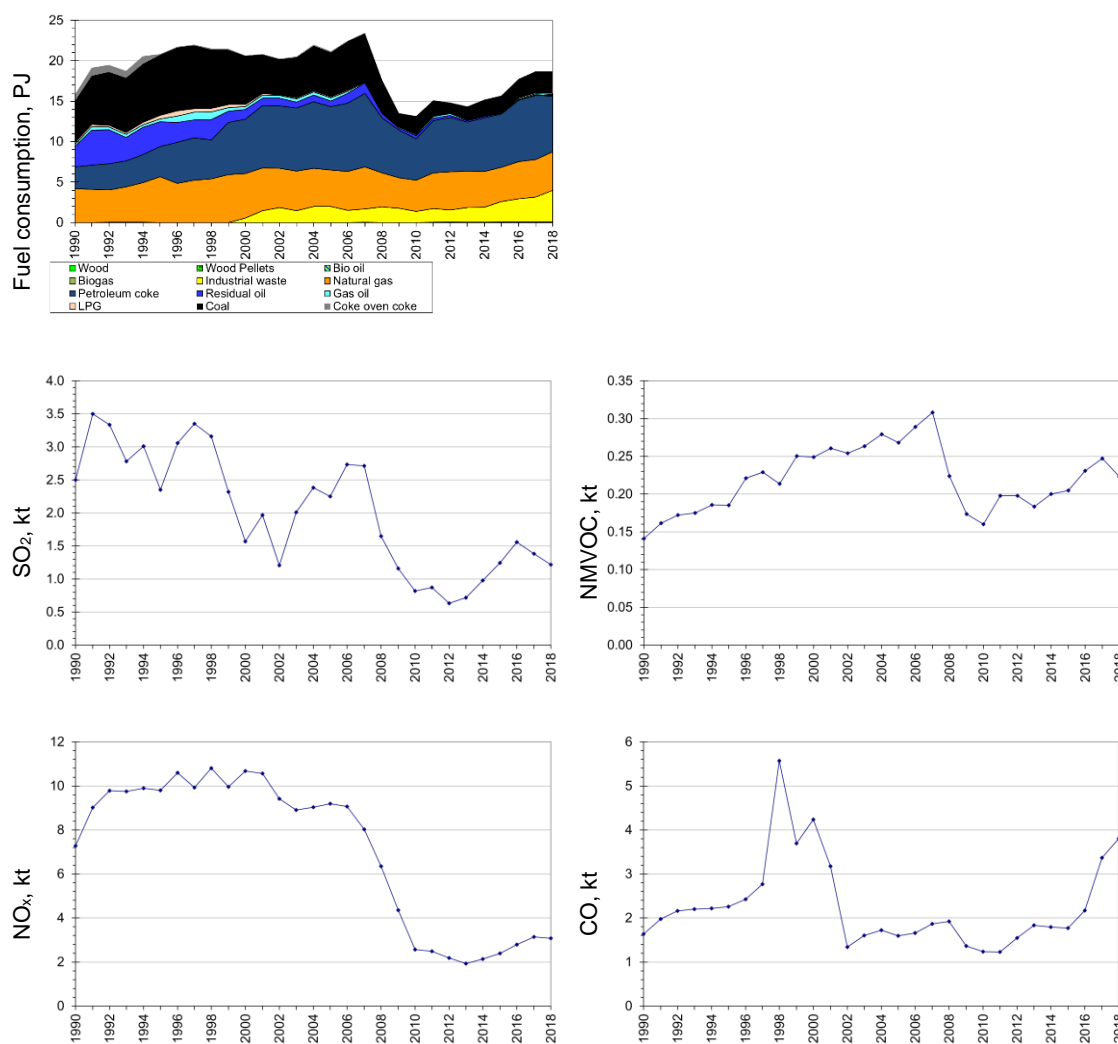 Fuel consumption, PJ
25
20
15
10
5
0
1990 1992 1994 1996 1998 2000 2002 2004 2006 2008 2010 2012 2014 2016 2018
Wood Wood Pellets Bio oil
Biogas Industrial waste Natural gas
Petroleum coke Residual oil Gas oil
LPG Coal Coke oven coke
SO₂, kt
4.0
3.5
3.0
2.5
2.0
1.5
1.0
0.5
0.0
1990 1992 1994 1996 1998 2000 2002 2004 2006 2008 2010 2012 2014 2016 2018
NMVOC, kt
0.35
0.30
0.25
0.20
0.15
0.10
0.05
0.00
1990 1992 1994 1996 1998 2000 2002 2004 2006 2008 2010 2012 2014 2016 2018
NOₓ, kt
12
10
8
6
4
2
0
1990 1992 1994 1996 1998 2000 2002 2004 2006 2008 2010 2012 2014 2016 2018
CO, kt
6
5
4
3
2
1
0
1990 1992 1994 1996 1998 2000 2002 2004 2006 2008 2010 2012 2014 2016 2018